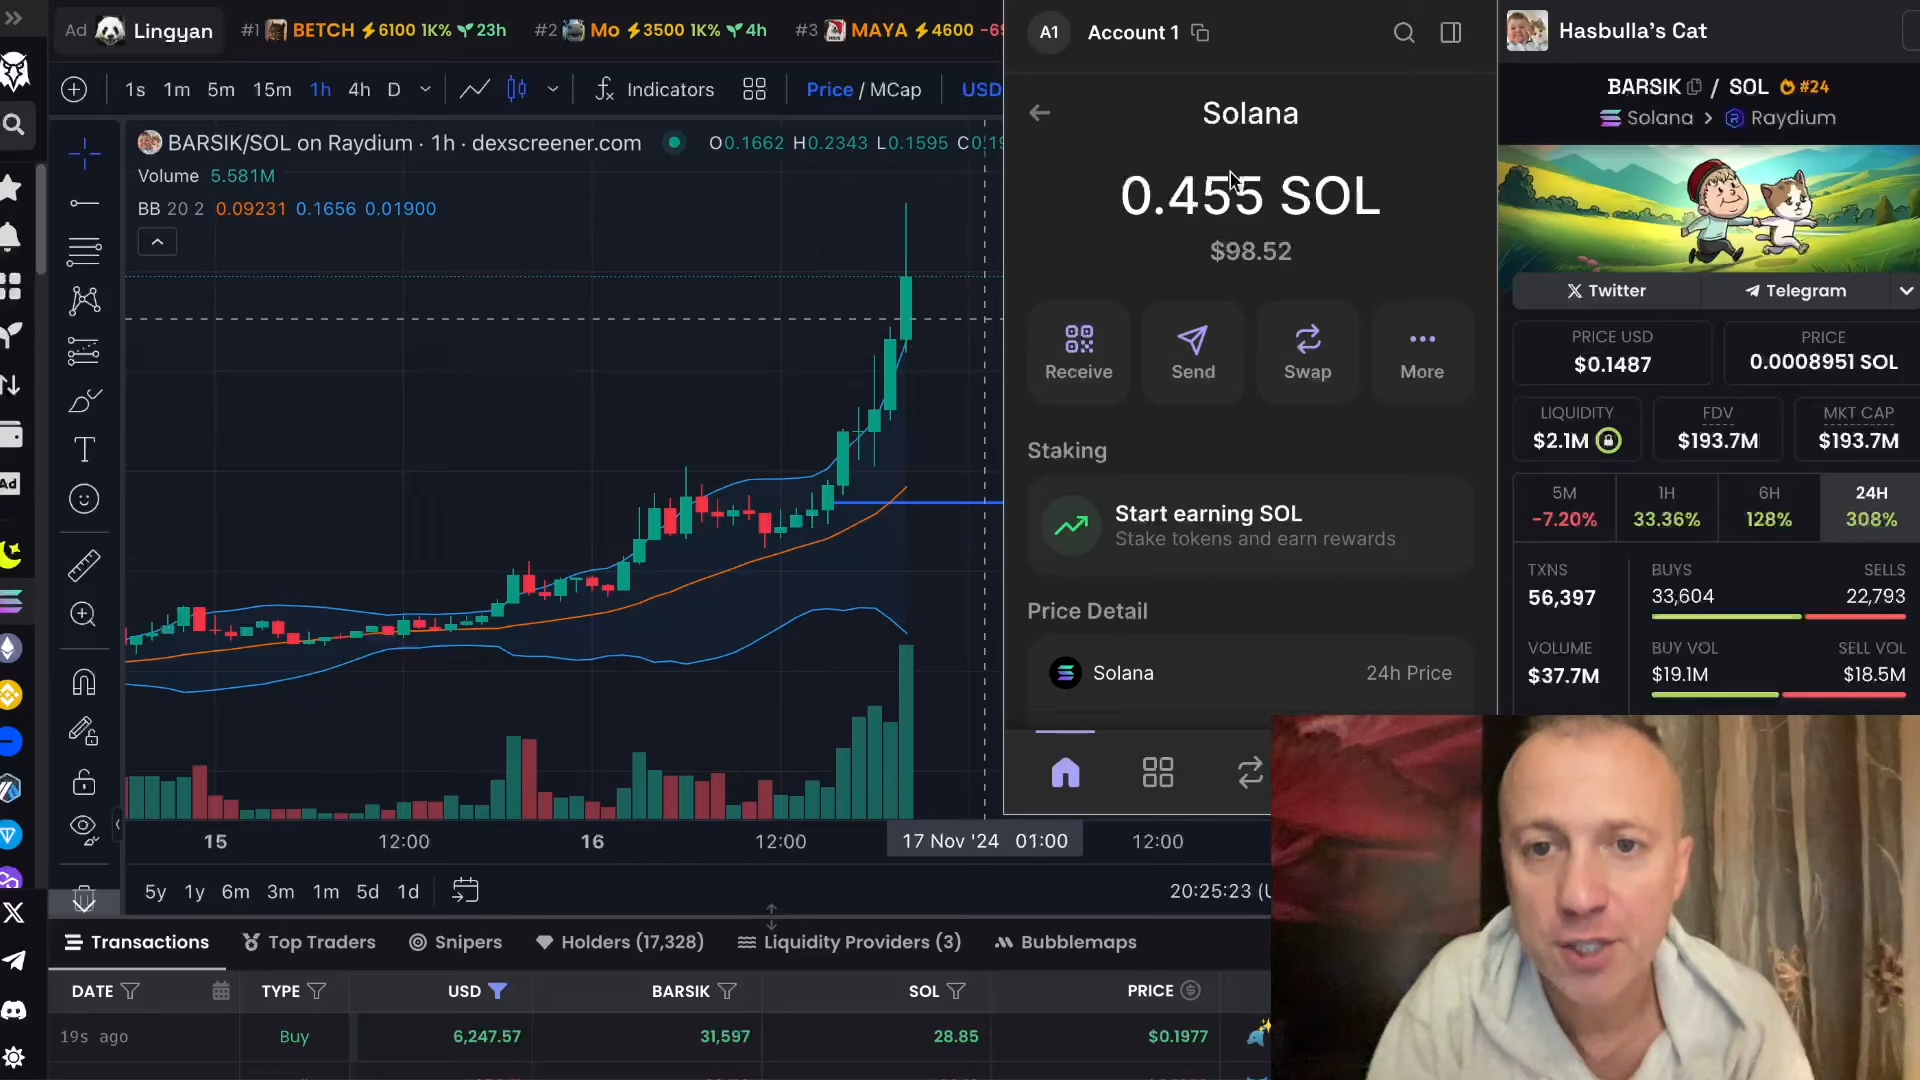 Ad Lingyan #1 BETCH 6100 1K% 23h #2 Mo 3500 1K% 4h #3 MAYA 4600 -6
A1 Account 1
Hasbulla's Cat
1s 1m 5m 15m 1h 4h D Indicators Price / MCap USD
BARSIK / SOL #24
Solana > Raydium
Solana
0.455 SOL
$98.52
BARSIK/SOL on Raydium · 1h · dexscreener.com O0.1662 H0.2343 L0.1595 C0.19
Volume 5.581M
BB 20 2 0.09231 0.1656 0.01900
Twitter Telegram
Receive Send Swap More
PRICE USD PRICE
$0.1487 0.0008951 SOL
LIQUIDITY FDV MKT CAP
$2.1M $193.7M $193.7M
Staking
Start earning SOL
Stake tokens and earn rewards
5M 1H 6H 24H
-7.20% 33.36% 128% 308%
Price Detail
Solana 24h Price
TXNS BUYS SELLS
56,397 33,604 22,793
VOLUME BUY VOL SELL VOL
$37.7M $19.1M $18.5M
Ad
15 12:00 16 12:00 17 Nov '24 01:00 12:00
5y 1y 6m 3m 1m 5d 1d 20:25:23 (U
Transactions Top Traders Snipers Holders (17,328) Liquidity Providers (3) Bubblemaps
DATE TYPE USD BARSIK SOL PRICE
19s ago Buy 6,247.57 31,597 28.85 $0.1977